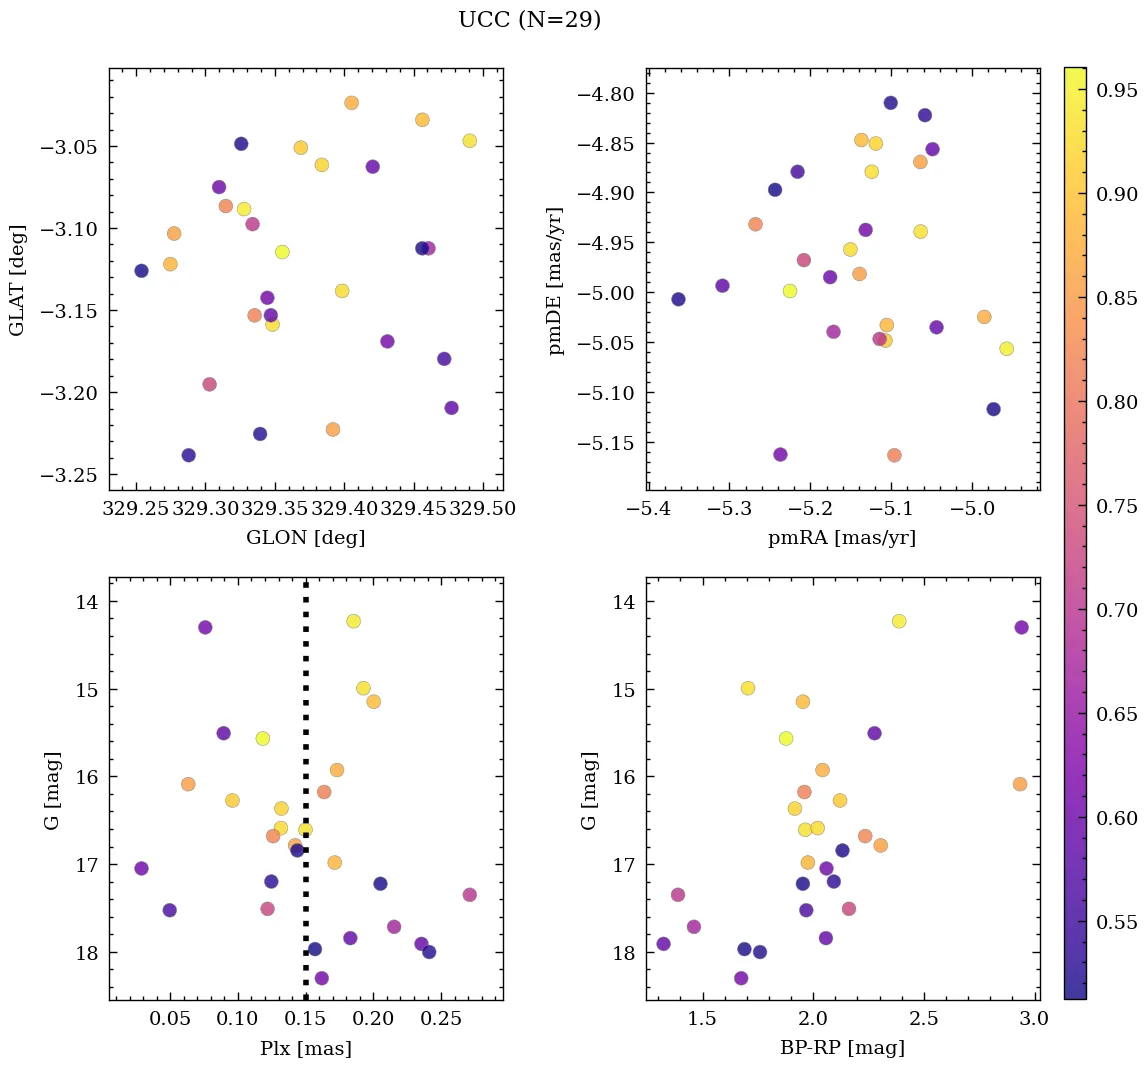 UCC (N=29)
GLAT [deg]
−3.05
−3.10
−3.15
−3.20
−3.25
329.25 329.30 329.35 329.40 329.45 329.50
GLON [deg]
pmDE [mas/yr]
−4.80
−4.85
−4.90
−4.95
−5.00
−5.05
−5.10
−5.15
−5.4 −5.3 −5.2 −5.1 −5.0
pmRA [mas/yr]
G [mag]
14
15
16
17
18
0.05 0.10 0.15 0.20 0.25
Plx [mas]
G [mag]
14
15
16
17
18
1.5 2.0 2.5 3.0
BP-RP [mag]
0.95
0.90
0.85
0.80
0.75
0.70
0.65
0.60
0.55